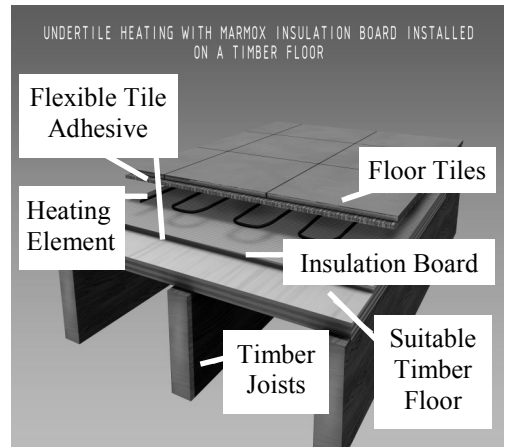 UNDERTILE HEATING WITH MARMOX INSULATION BOARD INSTALLED
ON A TIMBER FLOOR
Flexible Tile
Adhesive
Floor Tiles
Heating
Element
Insulation Board
Timber
Joists
Suitable
Timber
Floor